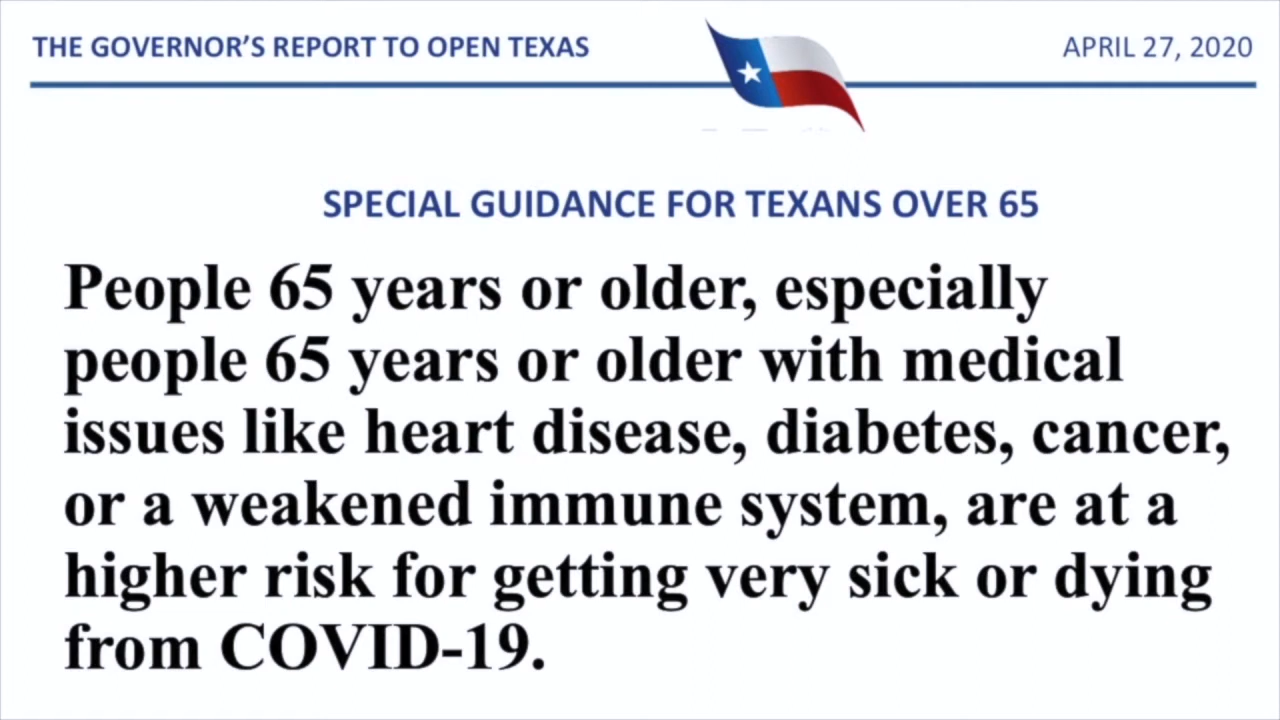 THE GOVERNOR'S REPORT TO OPEN TEXAS
APRIL 27, 2020
SPECIAL GUIDANCE FOR TEXANS OVER 65
People 65 years or older, especially
people 65 years or older with medical
issues like heart disease, diabetes, cancer,
or a weakened immune system, are at a
higher risk for getting very sick or dying
from COVID-19.